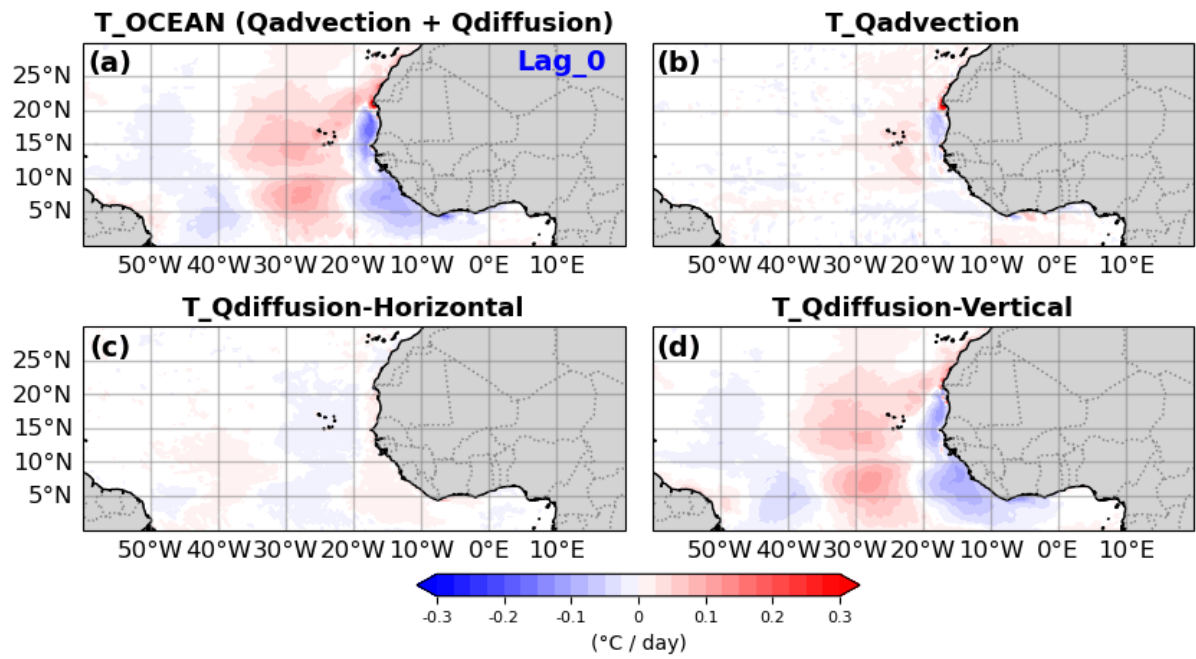 T_OCEAN (Qadvection + Qdiffusion)
T_Qadvection
(a)
Lag_0
(b)
25°N
20°N
15°N
10°N
5°N
50°W 40°W 30°W 20°W 10°W 0°E 10°E
50°W 40°W 30°W 20°W 10°W 0°E 10°E
T_Qdiffusion-Horizontal
T_Qdiffusion-Vertical
(c)
(d)
25°N
20°N
15°N
10°N
5°N
50°W 40°W 30°W 20°W 10°W 0°E 10°E
50°W 40°W 30°W 20°W 10°W 0°E 10°E
-0.3 -0.2 -0.1 0 0.1 0.2 0.3
(°C / day)